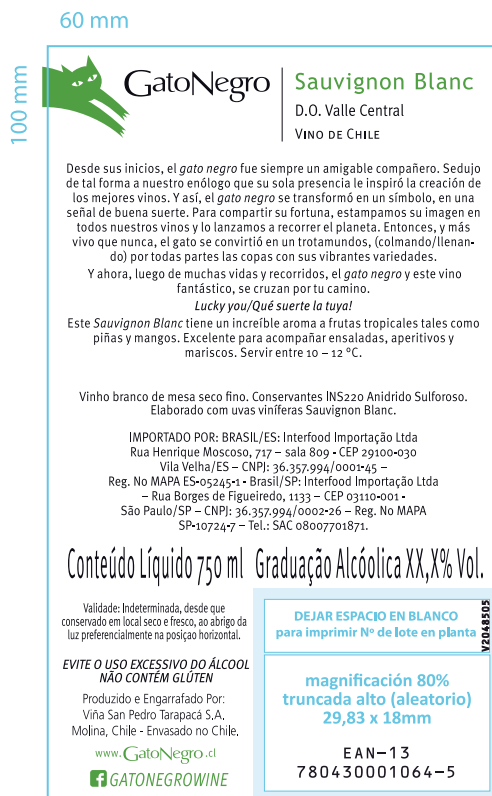 60 mm
100 mm
GatoNegro
Sauvignon Blanc
D.O. Valle Central
VINO DE CHILE
Desde sus inicios, el gato negro fue siempre un amigable compañero. Sedujo
de tal forma a nuestro enólogo que su sola presencia le inspiró la creación de
los mejores vinos. Y así, el gato negro se transformó en un símbolo, en una
señal de buena suerte. Para compartir su fortuna, estampamos su imagen en
todos nuestros vinos y lo lanzamos a recorrer el planeta. Entonces, y más
vivo que nunca, el gato se convirtió en un trotamundos, (colmando/llenan-
do) por todas partes las copas con sus vibrantes variedades.
Y ahora, luego de muchas vidas y recorridos, el gato negro y este vino
fantástico, se cruzan por tu camino.
Lucky you/Qué suerte la tuya!
Este Sauvignon Blanc tiene un increíble aroma a frutas tropicales tales como
piñas y mangos. Excelente para acompañar ensaladas, aperitivos y
mariscos. Servir entre 10 – 12 °C.
Vinho branco de mesa seco fino. Conservantes INS220 Anidrido Sulforoso.
Elaborado com uvas viníferas Sauvignon Blanc.
IMPORTADO POR: BRASIL/ES: Interfood Importação Ltda
Rua Henrique Moscoso, 717 – sala 809 - CEP 29100-030
Vila Velha/ES – CNPJ: 36.357.994/0001-45 –
Reg. No MAPA ES-05245-1 - Brasil/SP: Interfood Importação Ltda
– Rua Borges de Figueiredo, 1133 – CEP 03110-001 -
São Paulo/SP – CNPJ: 36.357.994/0002-26 – Reg. No MAPA
SP-10724-7 – Tel.: SAC 08007701871.
Conteúdo Líquido 750 ml Graduação Alcóolica XX,X% Vol.
Validade: Indeterminada, desde que
conservado em local seco e fresco, ao abrigo da
luz preferencialmente na posiçao horizontal.
EVITE O USO EXCESSIVO DO ÁLCOOL
NÃO CONTÉM GLÚTEN
Produzido e Engarrafado Por:
Viña San Pedro Tarapacá S.A.
Molina, Chile - Envasado no Chile.
www.GatoNegro.cl
GATONEGROWINE
DEJAR ESPACIO EN BLANCO
para imprimir Nº de lote en planta
V2048505
magnificación 80%
truncada alto (aleatorio)
29,83 x 18mm
EAN-13
780430001064-5